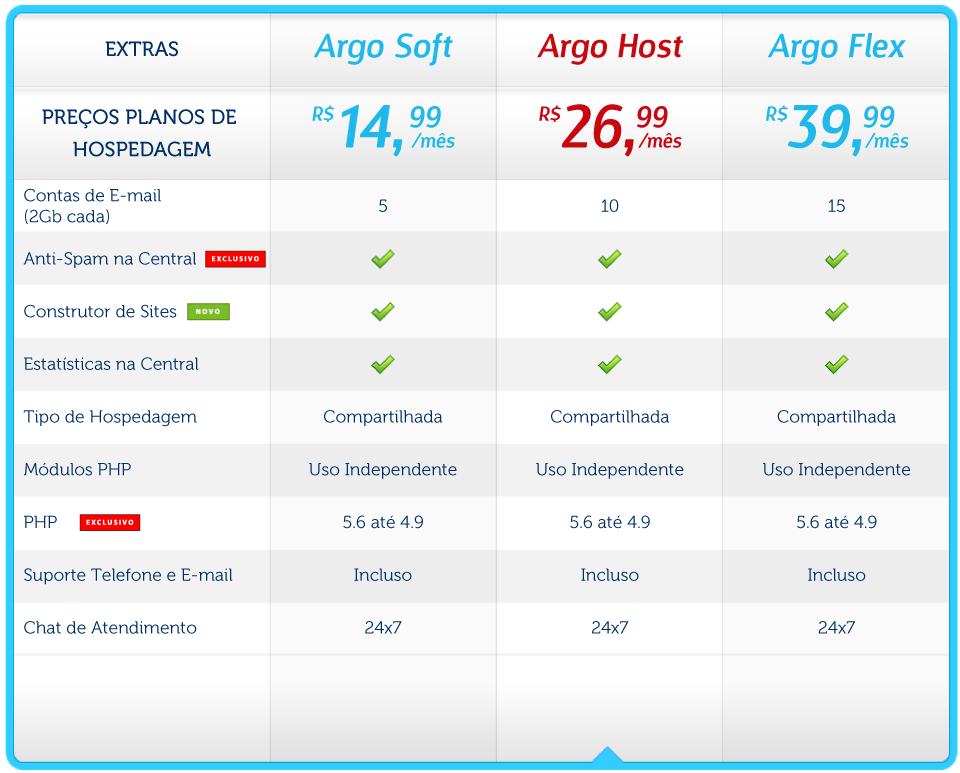 EXTRAS Argo Soft Argo Host Argo Flex
PREÇOS PLANOS DE
HOSPEDAGEM
R$ 14,99 /mês R$ 26,99 /mês R$ 39,99 /mês
Contas de E-mail
(2Gb cada) 5 10 15
Anti-Spam na Central EXCLUSIVO
Construtor de Sites NOVO
Estatísticas na Central
Tipo de Hospedagem Compartilhada Compartilhada Compartilhada
Módulos PHP Uso Independente Uso Independente Uso Independente
PHP EXCLUSIVO 5.6 até 4.9 5.6 até 4.9 5.6 até 4.9
Suporte Telefone e E-mail Incluso Incluso Incluso
Chat de Atendimento 24x7 24x7 24x7